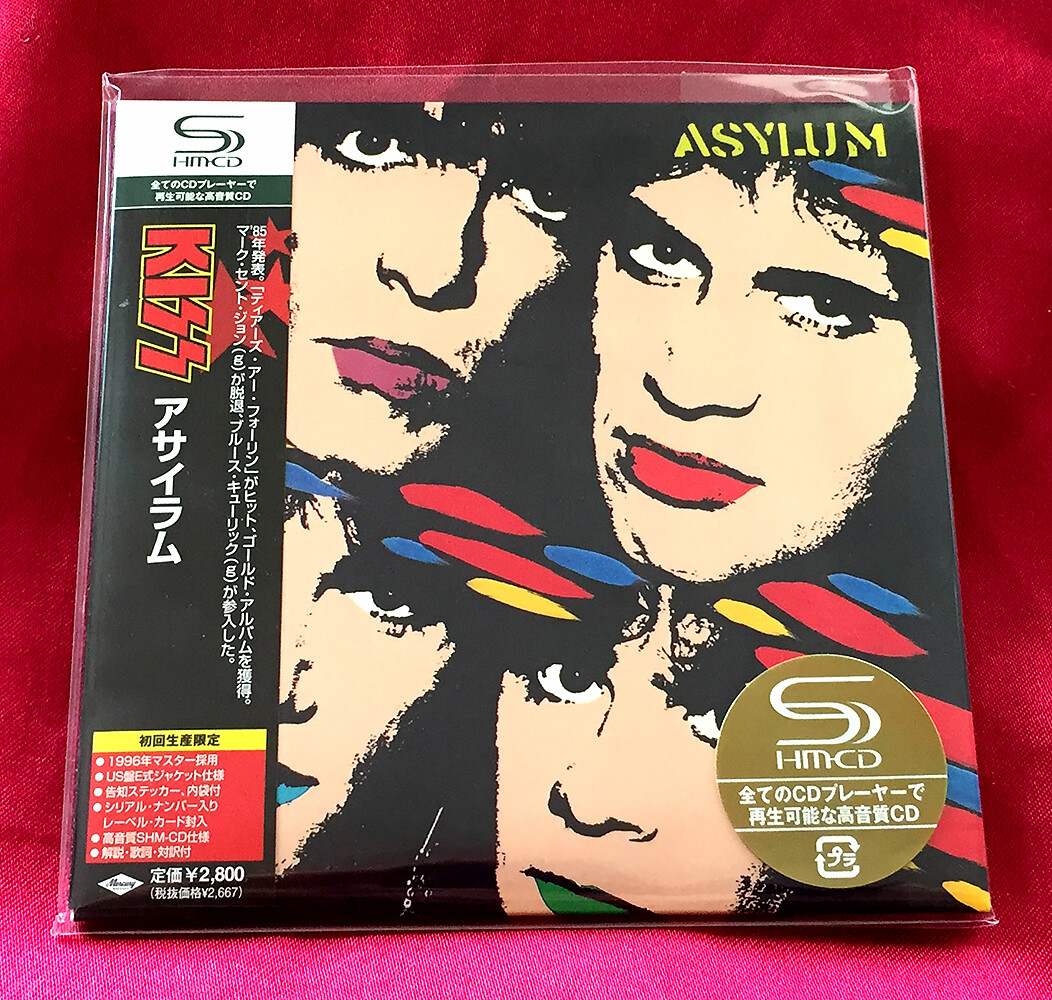 SHM-CD
全てのCDプレーヤーで
再生可能な高音質CD
KISS
アサイラム
'85年発表。「ティアーズ・アー・フォーリン」がヒット、ゴールド・アルバムを獲得。
マーク・セント・ジョン(g)が脱退、ブルース・キューリック(g)が参入した。
初回生産限定
●1996年マスター採用
●US盤E式ジャケット仕様
●告知ステッカー、内袋付
●シリアル・ナンバー入り
レーベル・カード封入
●高音質SHM-CD仕様
●解説・歌詞・対訳付
Mercury
定価￥2,800
(税抜価格¥2,667)
ASYLUM
SHM-CD
全てのCDプレーヤーで
再生可能な高音質CD
プラ